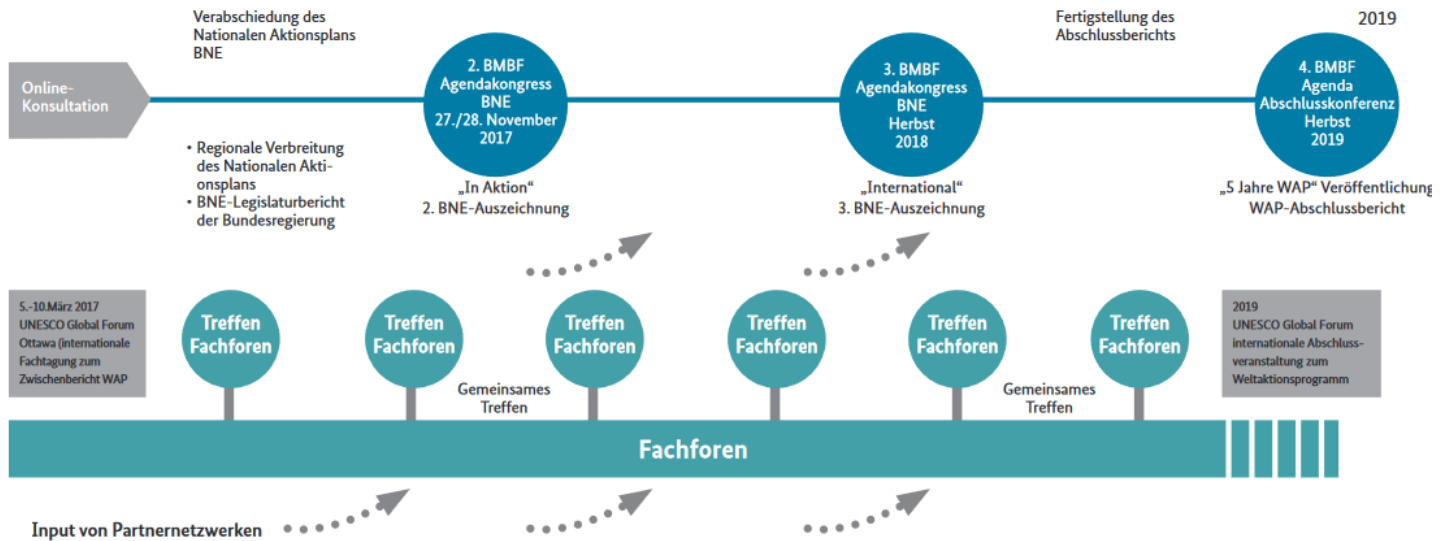 Verabschiedung des
Nationalen Aktionsplans
BNE
Fertigstellung des
Abschlussberichts
2019
Online-
Konsultation
2. BMBF
Agendakongress
BNE
27./28. November
2017
3. BMBF
Agendakongress
BNE
Herbst
2018
4. BMBF
Agenda
Abschlusskonferenz
Herbst
2019
• Regionale Verbreitung
des Nationalen Akti-
onsplans
• BNE-Legislaturbericht
der Bundesregierung
„In Aktion“
2. BNE-Auszeichnung
„International“
3. BNE-Auszeichnung
„5 Jahre WAP“ Veröffentlichung
WAP-Abschlussbericht
5.-10.März 2017
UNESCO Global Forum
Ottawa (internationale
Fachtagung zum
Zwischenbericht WAP
Treffen
Fachforen
Treffen
Fachforen
Treffen
Fachforen
Treffen
Fachforen
Treffen
Fachforen
Treffen
Fachforen
2019
UNESCO Global Forum
internationale Abschluss-
veranstaltung zum
Weltaktionsprogramm
Gemeinsames
Treffen
Gemeinsames
Treffen
Fachforen
Input von Partnernetzwerken